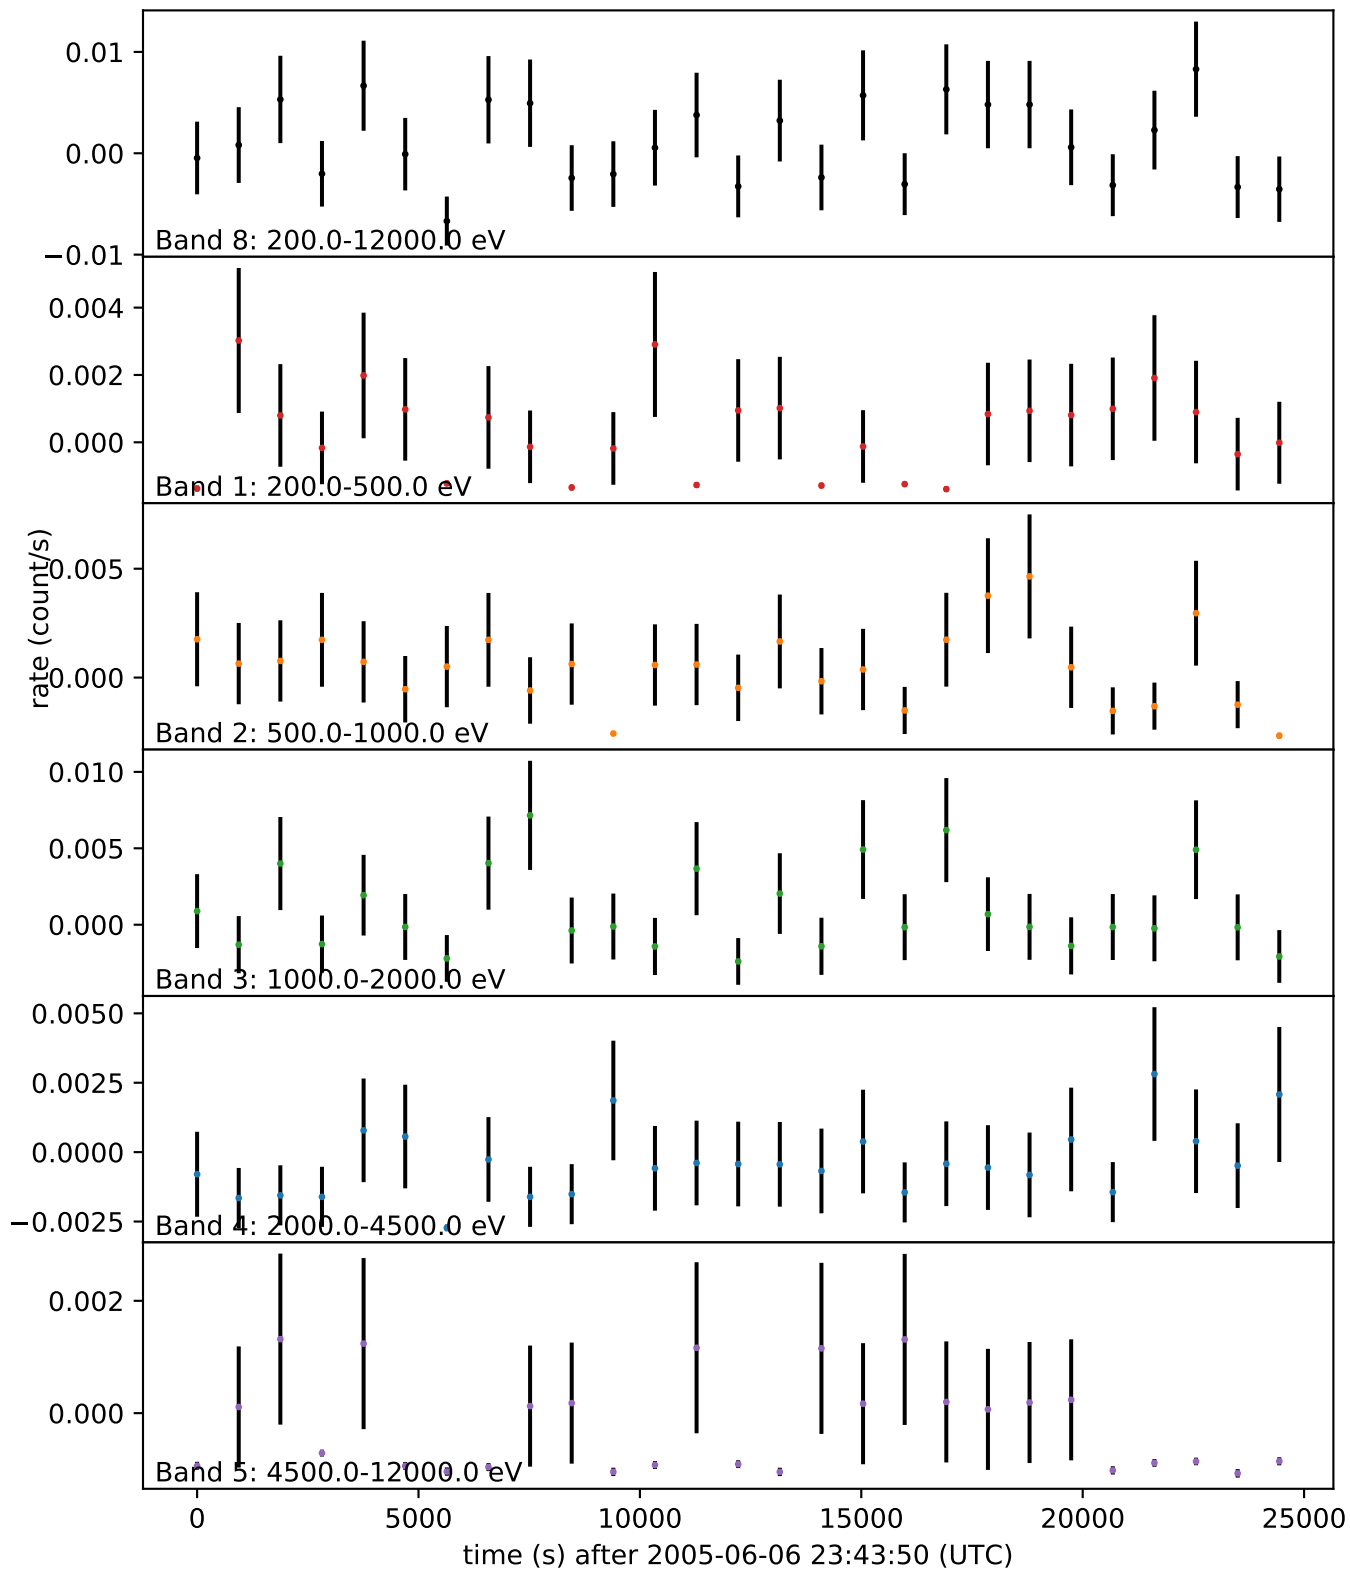 0.01
0.00
−0.01
Band 8: 200.0-12000.0 eV
0.004
0.002
0.000
Band 1: 200.0-500.0 eV
rate (count/s)
0.005
0.000
Band 2: 500.0-1000.0 eV
0.010
0.005
0.000
Band 3: 1000.0-2000.0 eV
0.0050
0.0025
0.0000
−0.0025
Band 4: 2000.0-4500.0 eV
0.002
0.000
Band 5: 4500.0-12000.0 eV
0 5000 10000 15000 20000 25000
time (s) after 2005-06-06 23:43:50 (UTC)